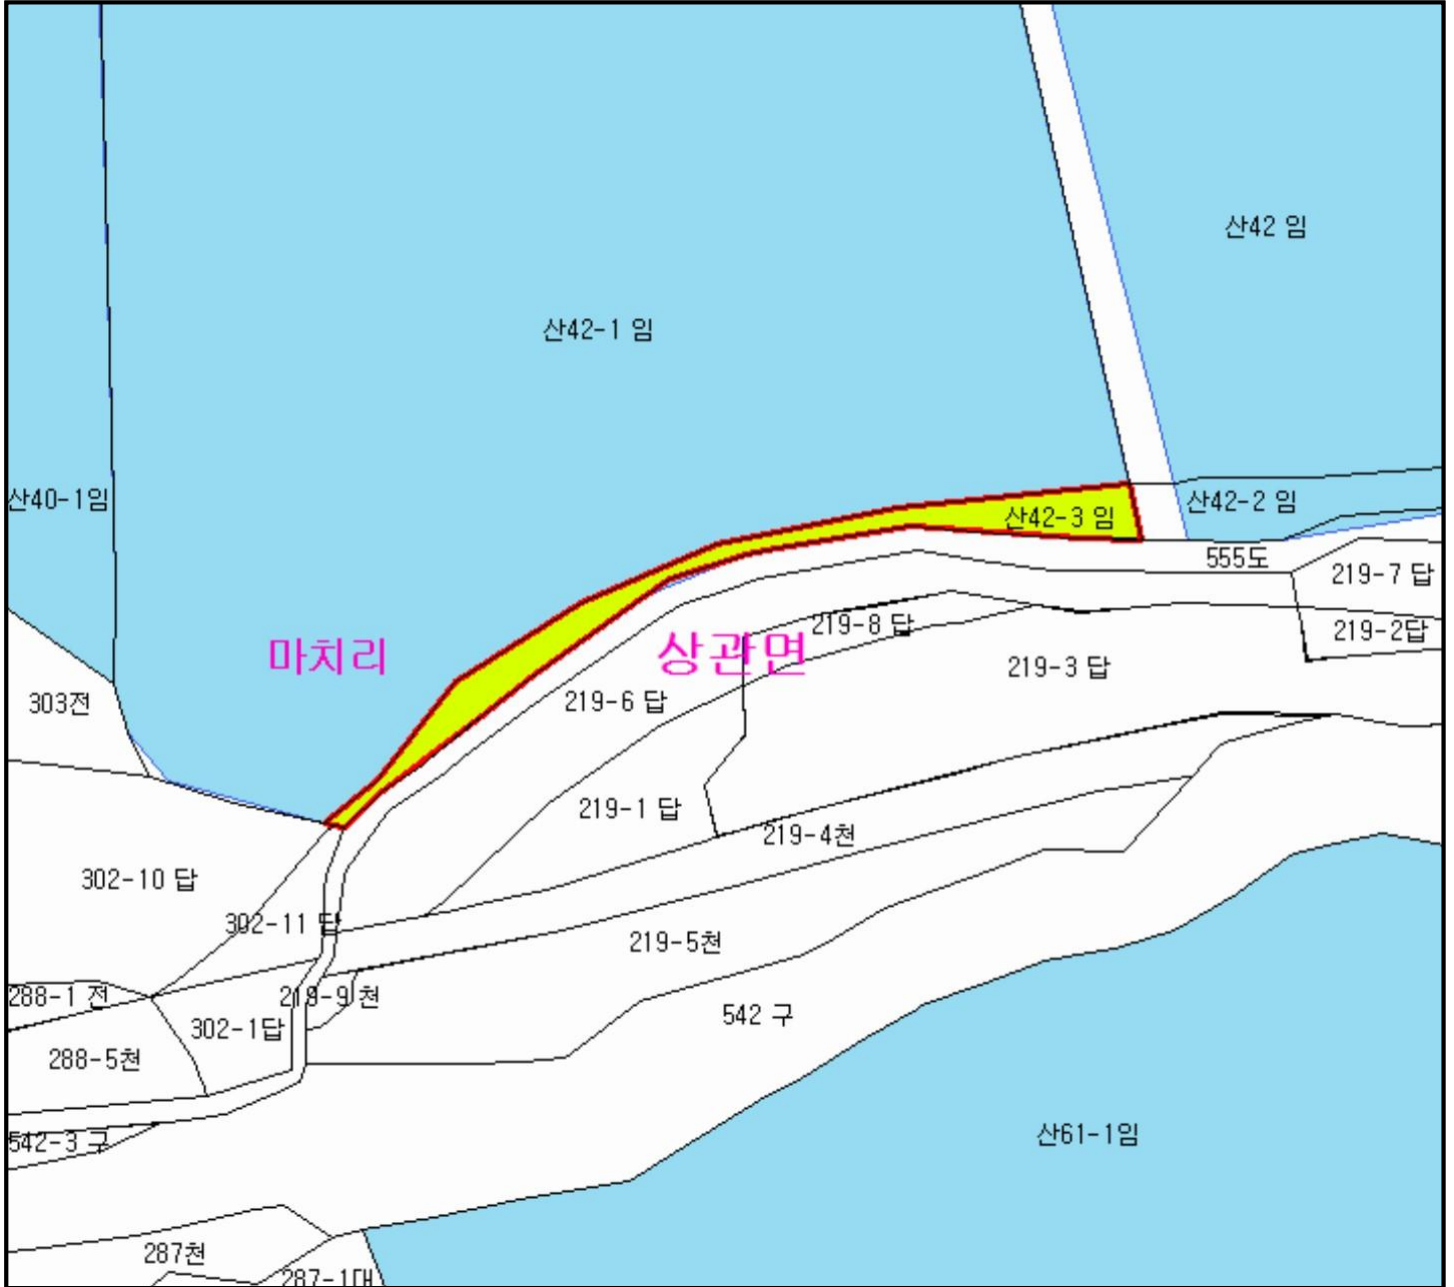 산42 임
산42-1 임
산40-1임
산42-2 임
산42-3 임
555도
219-7 답
219-8 답
219-2답
마치리
상관면
219-3 답
303전
219-6 답
219-1 답
219-4천
302-10 답
302-11 답
219-5천
288-1 전
219-9 천
542 구
302-1답
288-5천
산61-1임
542-3 구
287천
287-1대